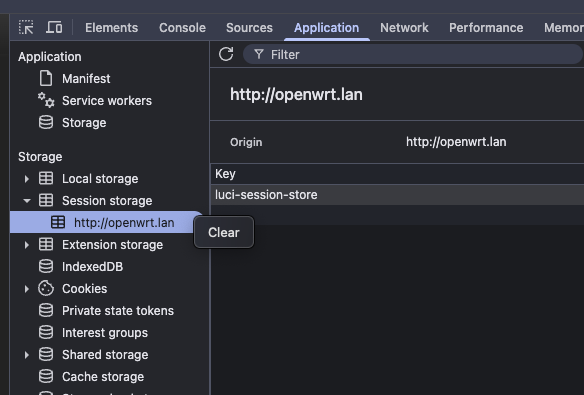 Elements Console Sources Application Network Performance Memor
Application
Manifest
Service workers
Storage
Storage
Local storage
Session storage
http://openwrt.lan
Extension storage
IndexedDB
Cookies
Private state tokens
Interest groups
Shared storage
Cache storage
Filter
http://openwrt.lan
Origin http://openwrt.lan
Key
luci-session-store
Clear